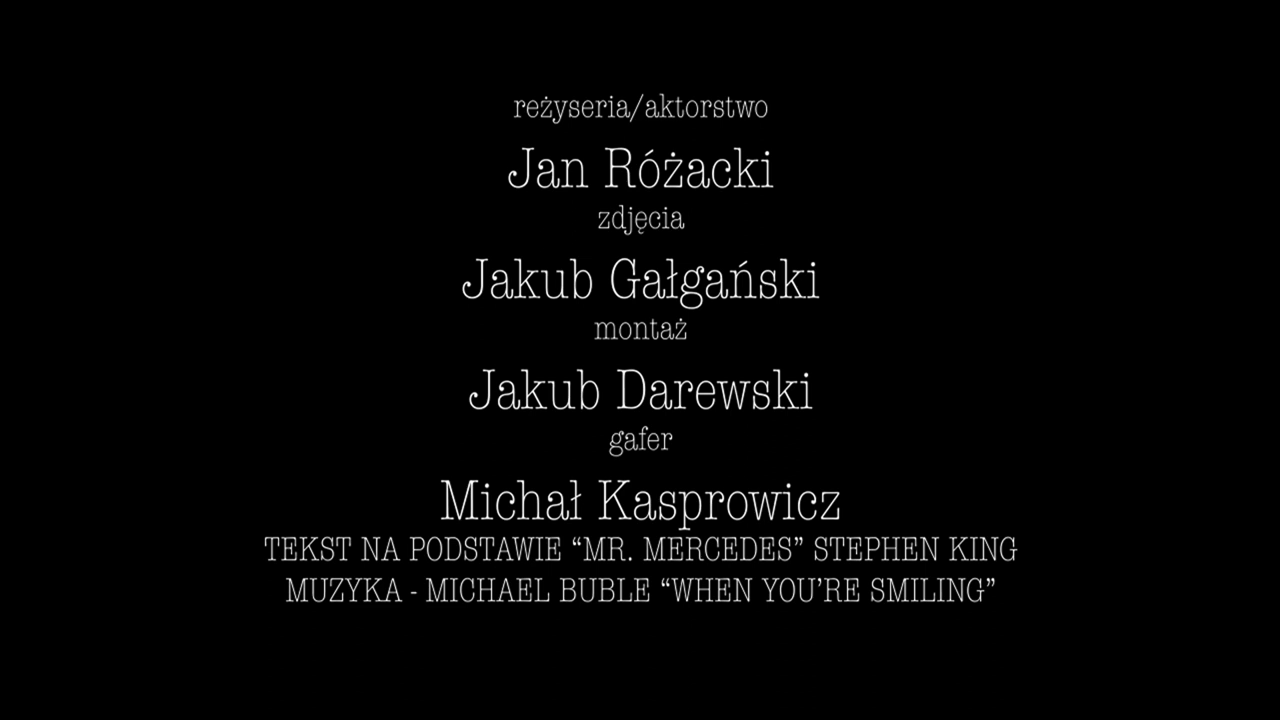 reżyseria/aktorstwo
Jan Różacki
zdjęcia
Jakub Gałgański
montaż
Jakub Darewski
gafer
Michał Kasprowicz
TEKST NA PODSTAWIE “MR. MERCEDES” STEPHEN KING
MUZYKA - MICHAEL BUBLE “WHEN YOU’RE SMILING”